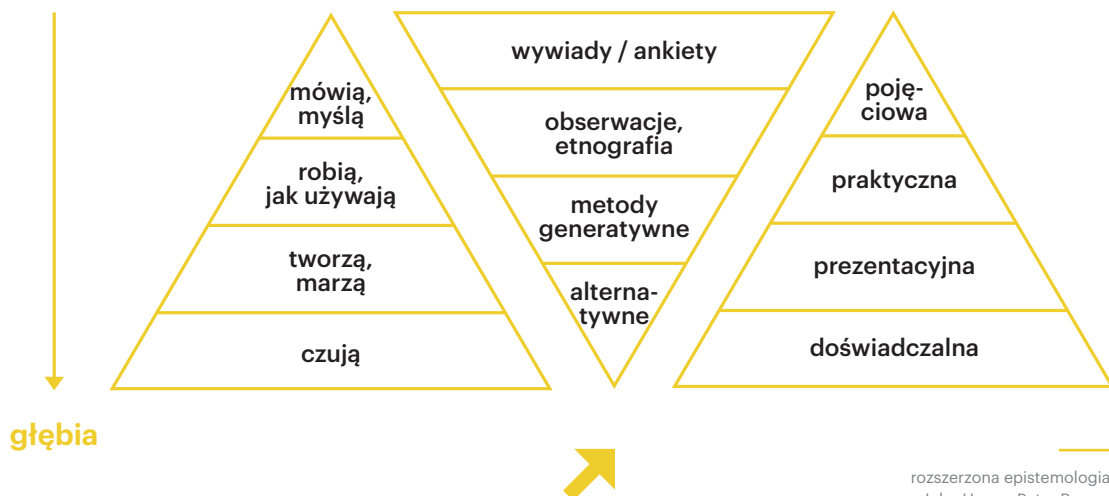 mówią,
myślą
robią,
jak używają
tworzą,
marzą
czują
wywiady / ankiety
obserwacje,
etnografia
metody
generatywne
alterna-
tywne
poję-
ciowa
praktyczna
prezentacyjna
doświadczalna
głębia
rozszerzona epistemologia